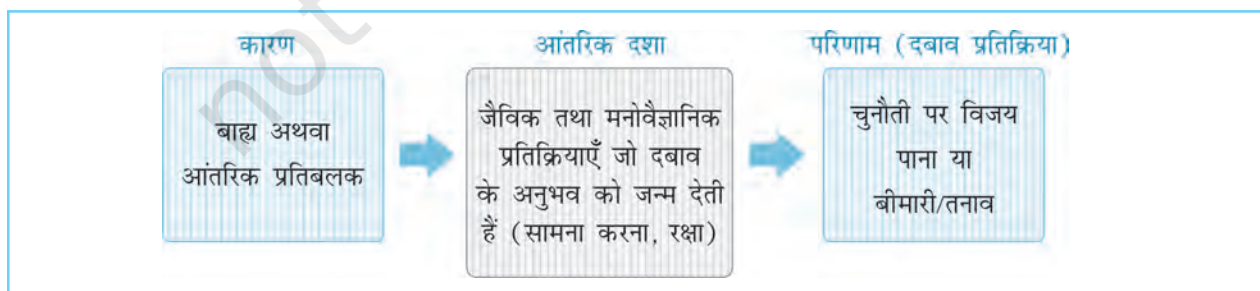 कारण
बाह्य अथवा
आंतरिक प्रतिबलक
आंतरिक दशा
जैविक तथा मनोवैज्ञानिक
प्रतिक्रियाएँ जो दबाव
के अनुभव को जन्म देती
हैं (सामना करना, रक्षा)
परिणाम (दबाव प्रतिक्रिया)
चुनौती पर विजय
पाना या
बीमारी/तनाव
not